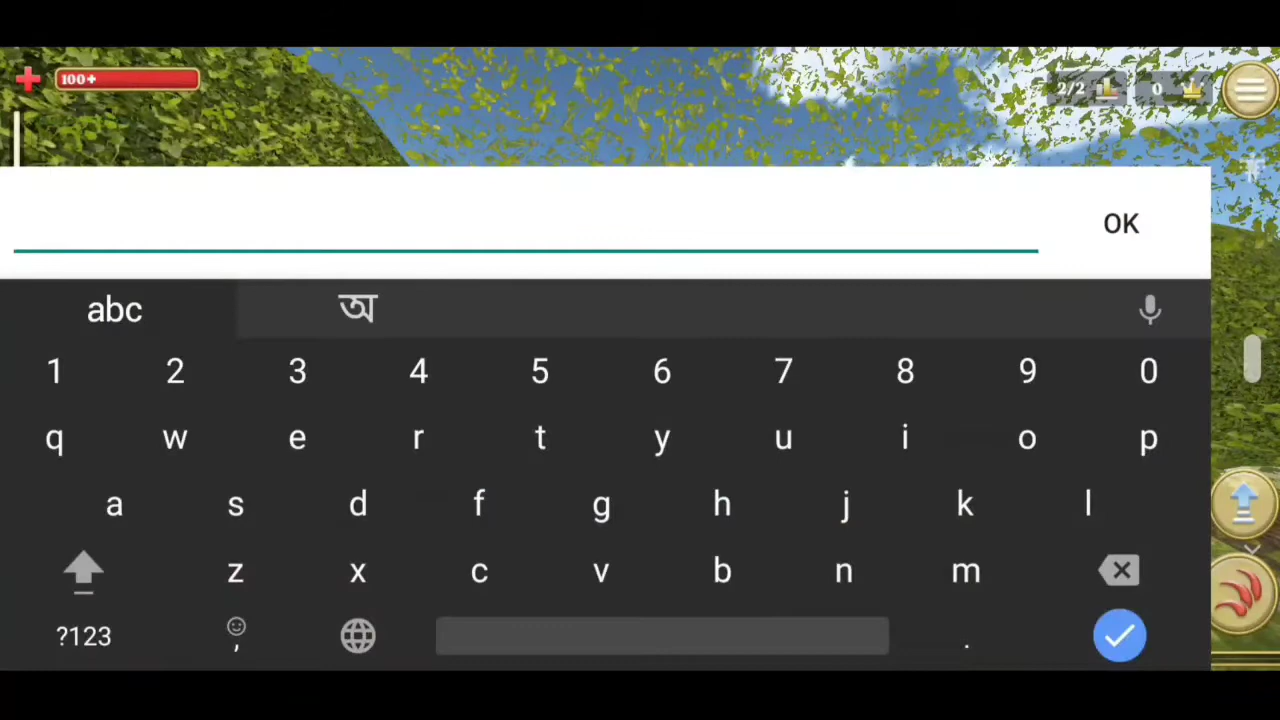 100+
2/2 0
OK
abc অ
1 2 3 4 5 6 7 8 9 0
q w e r t y u i o p
a s d f g h j k l
z x c v b n m
?123 , .